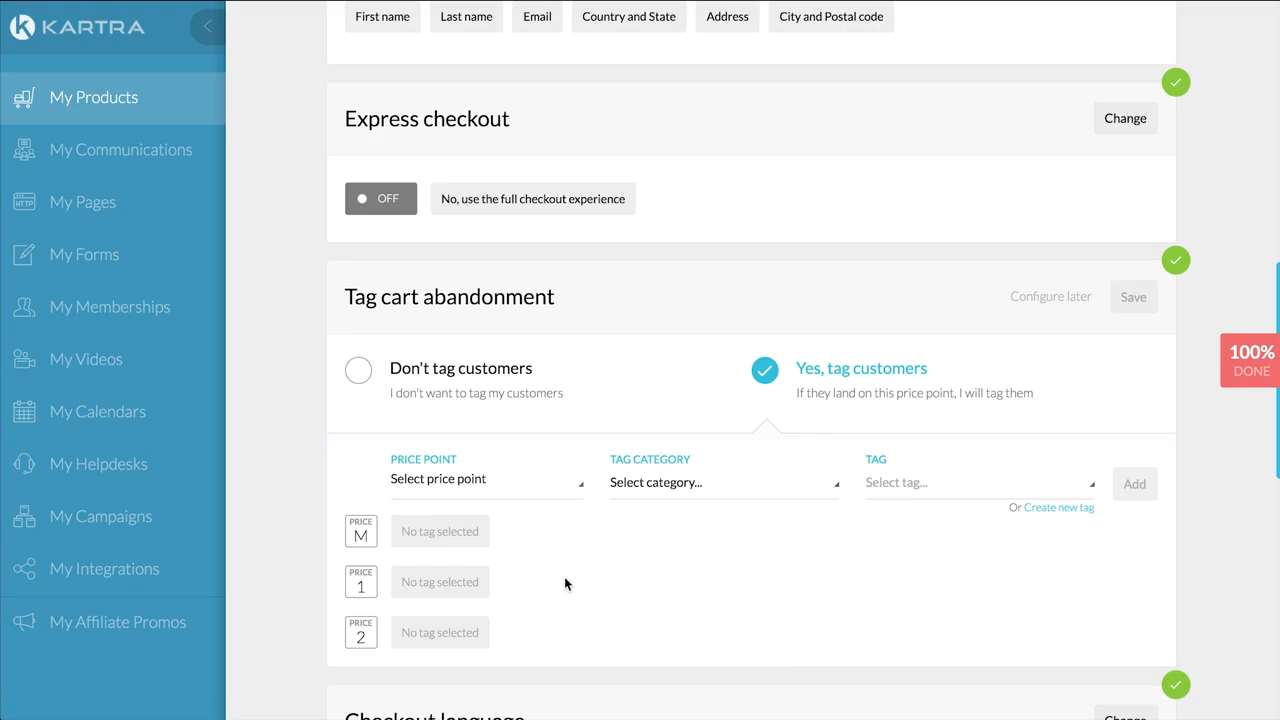 KARTRA
My Products
My Communications
HTTP
My Pages
My Forms
My Memberships
My Videos
My Calendars
My Helpdesks
My Campaigns
My Integrations
My Affiliate Promos
First name
Last name
Email
Country and State
Address
City and Postal code
Express checkout
Change
OFF
No, use the full checkout experience
Tag cart abandonment
Configure later
Save
Don't tag customers
I don't want to tag my customers
Yes, tag customers
If they land on this price point, I will tag them
PRICE POINT
Select price point
TAG CATEGORY
Select category...
TAG
Select tag...
Add
Or Create new tag
PRICE
M
No tag selected
PRICE
1
No tag selected
PRICE
2
No tag selected
Checkout language
Change
100%
DONE